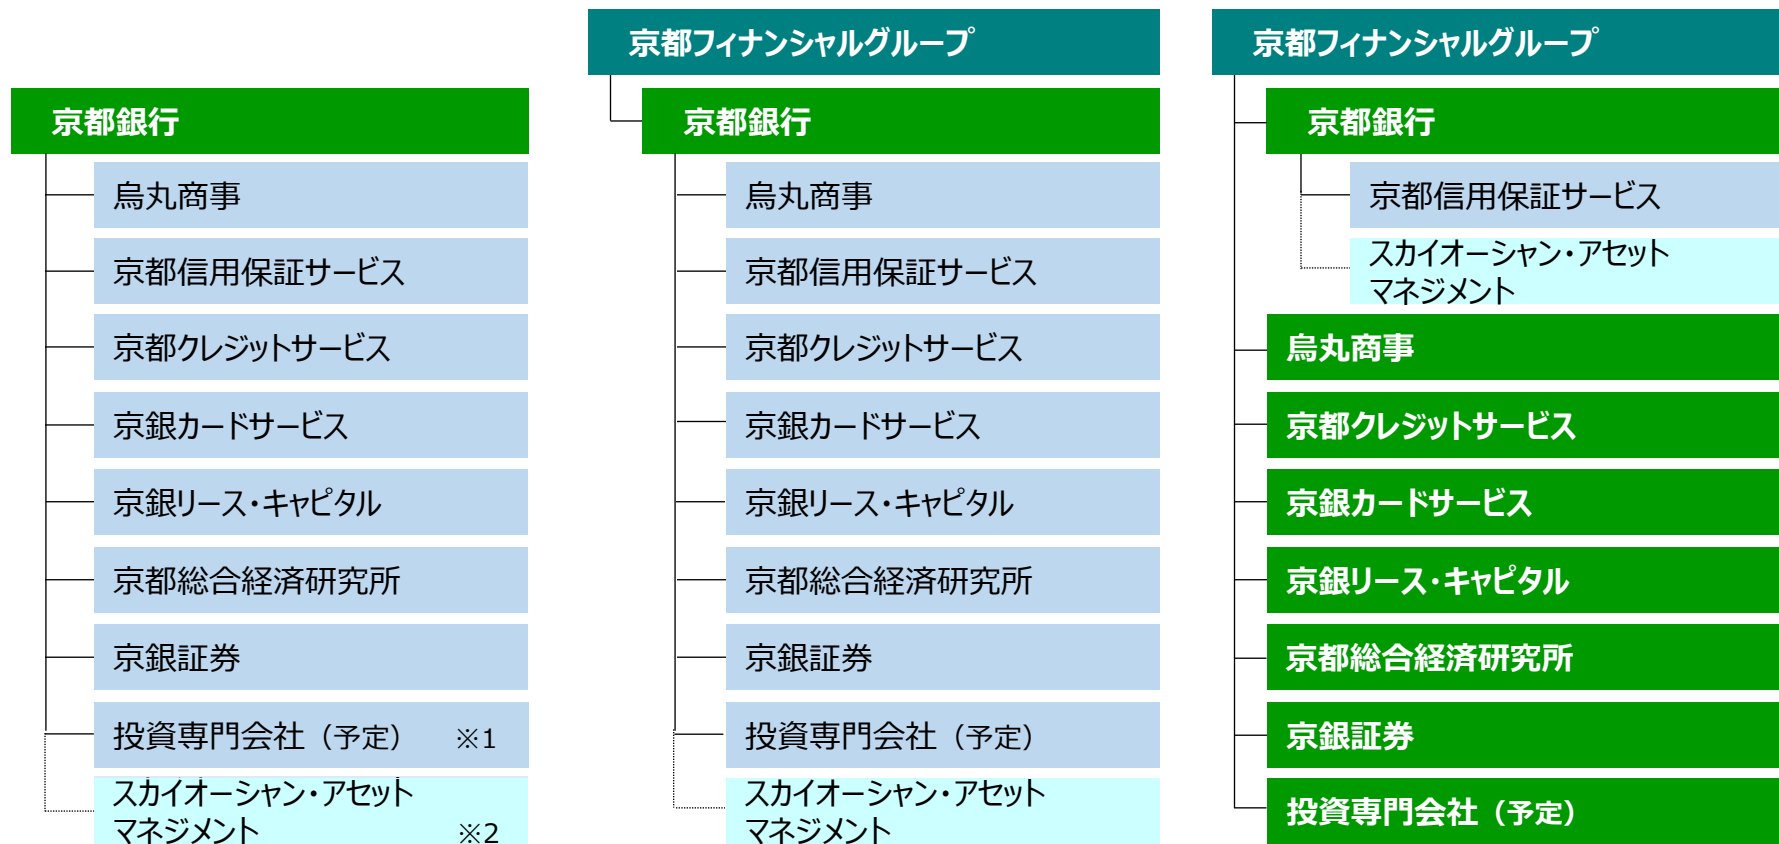 京都銀行
烏丸商事
京都信用保証サービス
京都クレジットサービス
京銀カードサービス
京銀リース・キャピタル
京都総合経済研究所
京銀証券
投資専門会社（予定） ※1
スカイオーシャン・アセット
マネジメント ※2
京都フィナンシャルグループ
京都銀行
烏丸商事
京都信用保証サービス
京都クレジットサービス
京銀カードサービス
京銀リース・キャピタル
京都総合経済研究所
京銀証券
投資専門会社（予定）
スカイオーシャン・アセット
マネジメント
京都フィナンシャルグループ
京都銀行
京都信用保証サービス
スカイオーシャン・アセット
マネジメント
烏丸商事
京都クレジットサービス
京銀カードサービス
京銀リース・キャピタル
京都総合経済研究所
京銀証券
投資専門会社（予定）